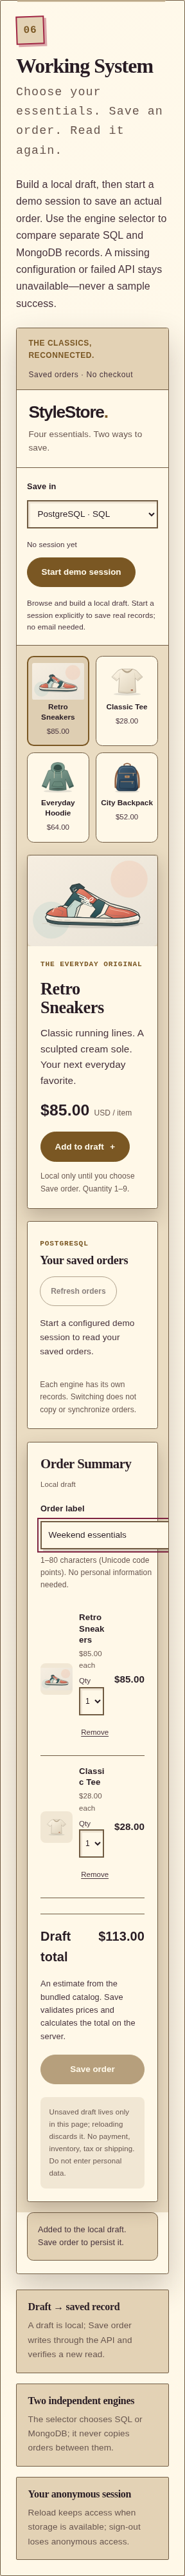 06
Working System
Choose your
essentials. Save an
order. Read it
again.
Build a local draft, then start a
demo session to save an actual
order. Use the engine selector to
compare separate SQL and
MongoDB records. A missing
configuration or failed API stays
unavailable—never a sample
success.
THE CLASSICS,
RECONNECTED.
Saved orders · No checkout
StyleStore.
Four essentials. Two ways to
save.
Save in
PostgreSQL · SQL
No session yet
Start demo session
Browse and build a local draft. Start a
session explicitly to save real records;
no email needed.
Retro
Sneakers
$85.00
Classic Tee
$28.00
Everyday
Hoodie
$64.00
City Backpack
$52.00
THE EVERYDAY ORIGINAL
Retro
Sneakers
Classic running lines. A
sculpted cream sole.
Your next everyday
favorite.
$85.00 USD / item
Add to draft +
Local only until you choose
Save order. Quantity 1–9.
POSTGRESQL
Your saved orders
Refresh orders
Start a configured demo
session to read your
saved orders.
Each engine has its own
records. Switching does not
copy or synchronize orders.
Order Summary
Local draft
Order label
Weekend essentials
1–80 characters (Unicode code
points). No personal information
needed.
Retro
Sneak
ers
$85.00
each
Qty
1
$85.00
Remove
Classi
c Tee
$28.00
each
Qty
1
$28.00
Remove
Draft
total
$113.00
An estimate from the
bundled catalog. Save
validates prices and
calculates the total on the
server.
Save order
Unsaved draft lives only
in this page; reloading
discards it. No payment,
inventory, tax or shipping.
Do not enter personal
data.
Added to the local draft.
Save order to persist it.
Draft → saved record
A draft is local; Save order
writes through the API and
verifies a new read.
Two independent engines
The selector chooses SQL or
MongoDB; it never copies
orders between them.
Your anonymous session
Reload keeps access when
storage is available; sign-out
loses anonymous access.